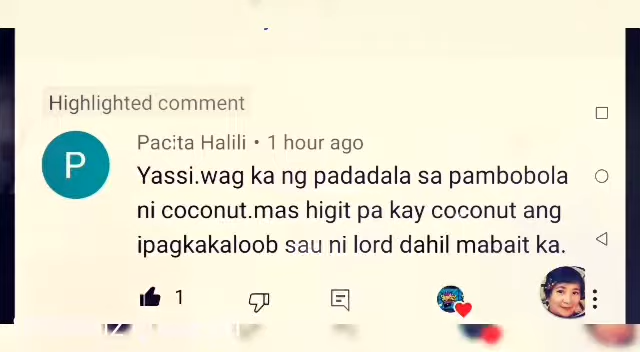 Highlighted comment
P
Pacita Halili • 1 hour ago
Yassi.wag ka ng padadala sa pambobola
ni coconut.mas higit pa kay coconut ang
ipagkakaloob sau ni lord dahil mabait ka.
1